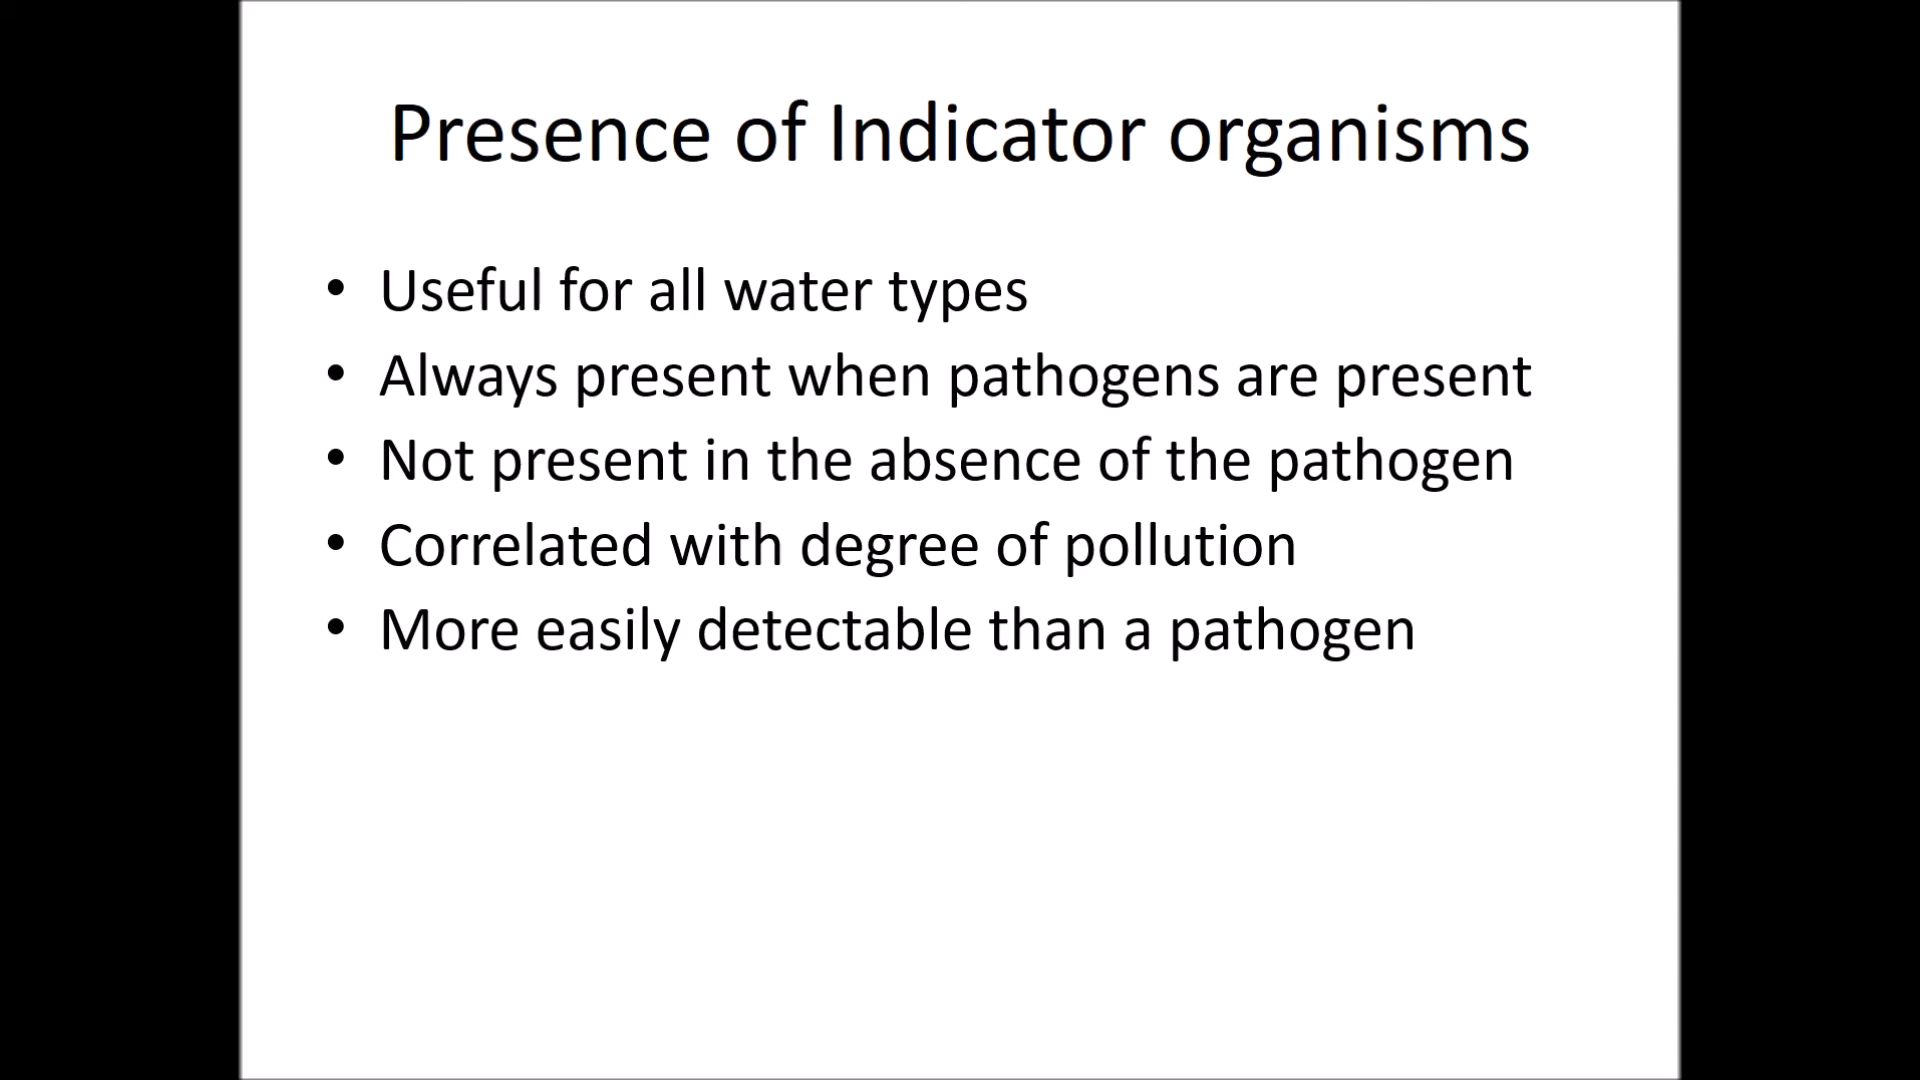 Presence of Indicator organisms
• Useful for all water types
• Always present when pathogens are present
• Not present in the absence of the pathogen
• Correlated with degree of pollution
• More easily detectable than a pathogen